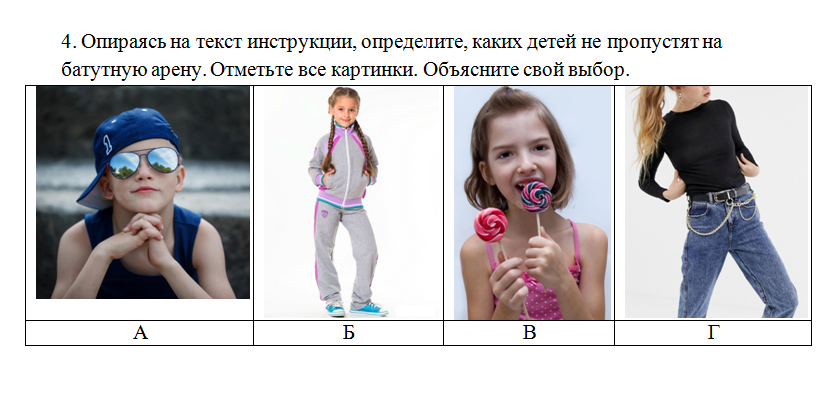 4. Опираясь на текст инструкции, определите, каких детей не пропустят на
батутную арену. Отметьте все картинки. Объясните свой выбор.
1
А
Б
В
Г